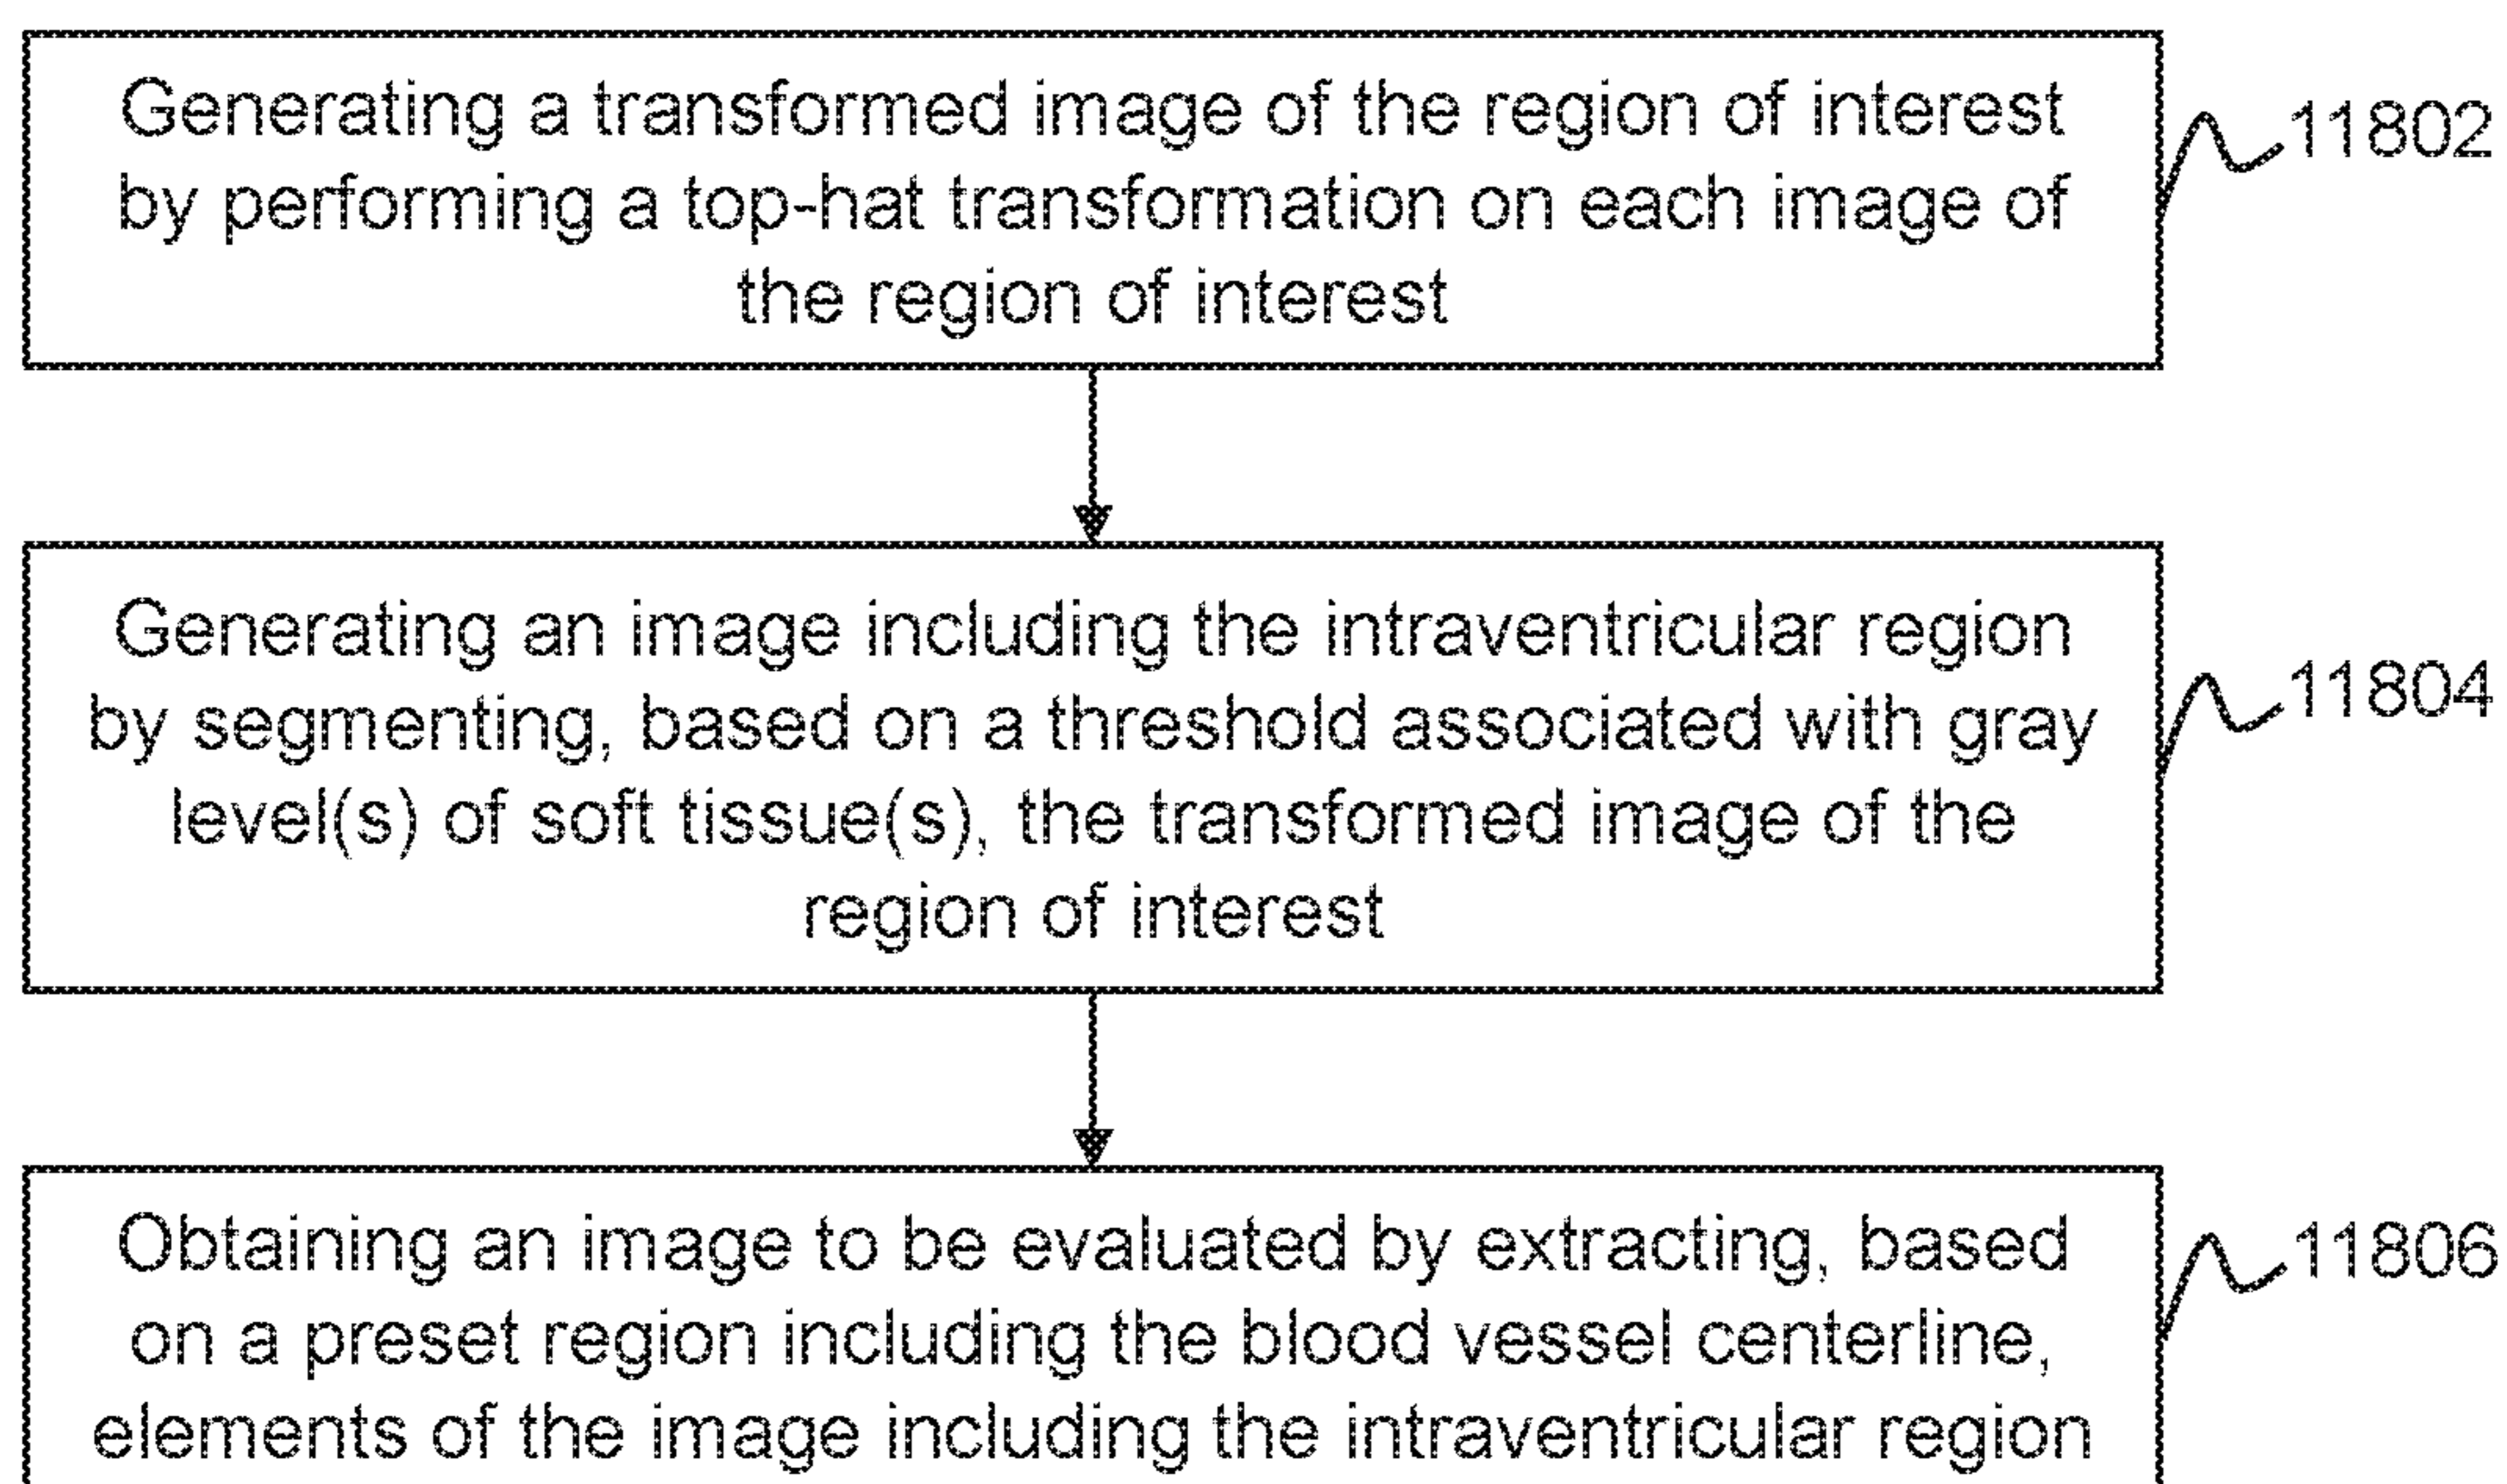 Generating a transformed image of the region of interest
by performing a top-hat transformation on each image of
the region of interest
11802
Generating an image including the intraventricular region
by segmenting, based on a threshold associated with gray
level(s) of soft tissue(s), the transformed image of the
region of interest
11804
Obtaining an image to be evaluated by extracting, based
on a preset region including the blood vessel centerline,
elements of the image including the intraventricular region
11806